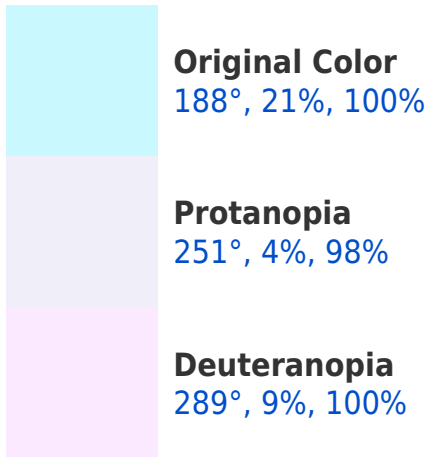 Original Color
188°, 21%, 100%
Protanopia
251°, 4%, 98%
Deuteranopia
289°, 9%, 100%